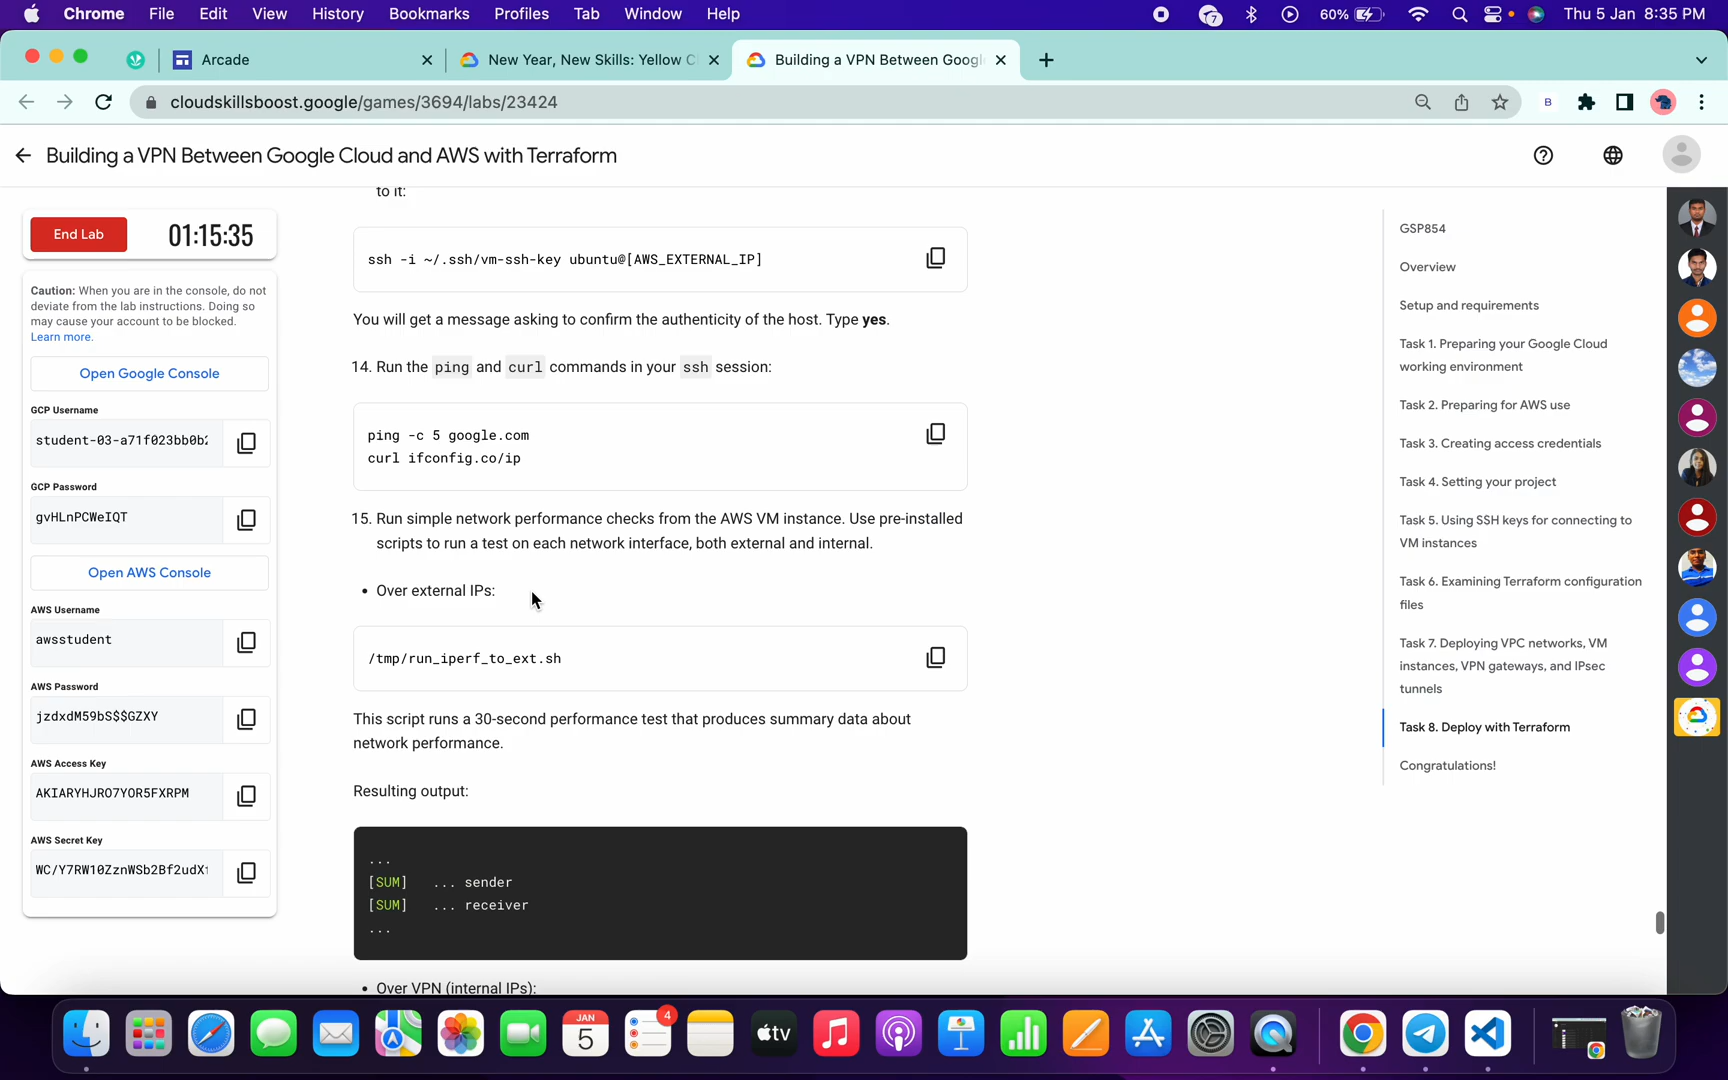 Chrome File Edit View History Bookmarks Profiles Tab Window Help
7
60%
Thu 5 Jan 8:35 PM
Arcade
New Year, New Skills: Yellow C
Building a VPN Between Googl
cloudskillsboost.google/games/3694/labs/23424
B
Building a VPN Between Google Cloud and AWS with Terraform
End Lab
01:15:35
Caution: When you are in the console, do not
deviate from the lab instructions. Doing so
may cause your account to be blocked.
Learn more.
Open Google Console
GCP Username
student-03-a71f023bb0b2
GCP Password
gvHLnPCWeIQT
Open AWS Console
AWS Username
awsstudent
AWS Password
jzdxdM59bS$$GZXY
AWS Access Key
AKIARYHJRO7YOR5FXRPM
AWS Secret Key
WC/Y7RW10ZznWSb2Bf2udX
to it:
ssh -i ~/.ssh/vm-ssh-key ubuntu@[AWS_EXTERNAL_IP]
You will get a message asking to confirm the authenticity of the host. Type yes.
14. Run the ping and curl commands in your ssh session:
ping -c 5 google.com
curl ifconfig.co/ip
15. Run simple network performance checks from the AWS VM instance. Use pre-installed
scripts to run a test on each network interface, both external and internal.
• Over external IPs:
/tmp/run_iperf_to_ext.sh
This script runs a 30-second performance test that produces summary data about
network performance.
Resulting output:
...
[SUM] ... sender
[SUM] ... receiver
...
• Over VPN (internal IPs):
GSP854
Overview
Setup and requirements
Task 1. Preparing your Google Cloud
working environment
Task 2. Preparing for AWS use
Task 3. Creating access credentials
Task 4. Setting your project
Task 5. Using SSH keys for connecting to
VM instances
Task 6. Examining Terraform configuration
files
Task 7. Deploying VPC networks, VM
instances, VPN gateways, and IPsec
tunnels
Task 8. Deploy with Terraform
Congratulations!
JAN
5
4
tv